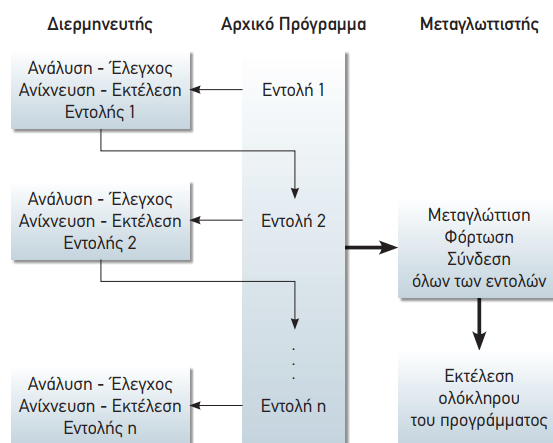 Διερμηνευτής
Αρχικό Πρόγραμμα
Μεταγλωττιστής
Ανάλυση - Έλεγχος
Ανίχνευση - Εκτέλεση
Εντολής 1
Εντολή 1
Ανάλυση - Έλεγχος
Ανίχνευση - Εκτέλεση
Εντολής 2
Εντολή 2
Μεταγλώττιση
Φόρτωση
Σύνδεση
όλων των εντολών
.
.
.
Ανάλυση - Έλεγχος
Ανίχνευση - Εκτέλεση
Εντολής n
Εντολή n
Εκτέλεση
ολόκληρου
του προγράμματος